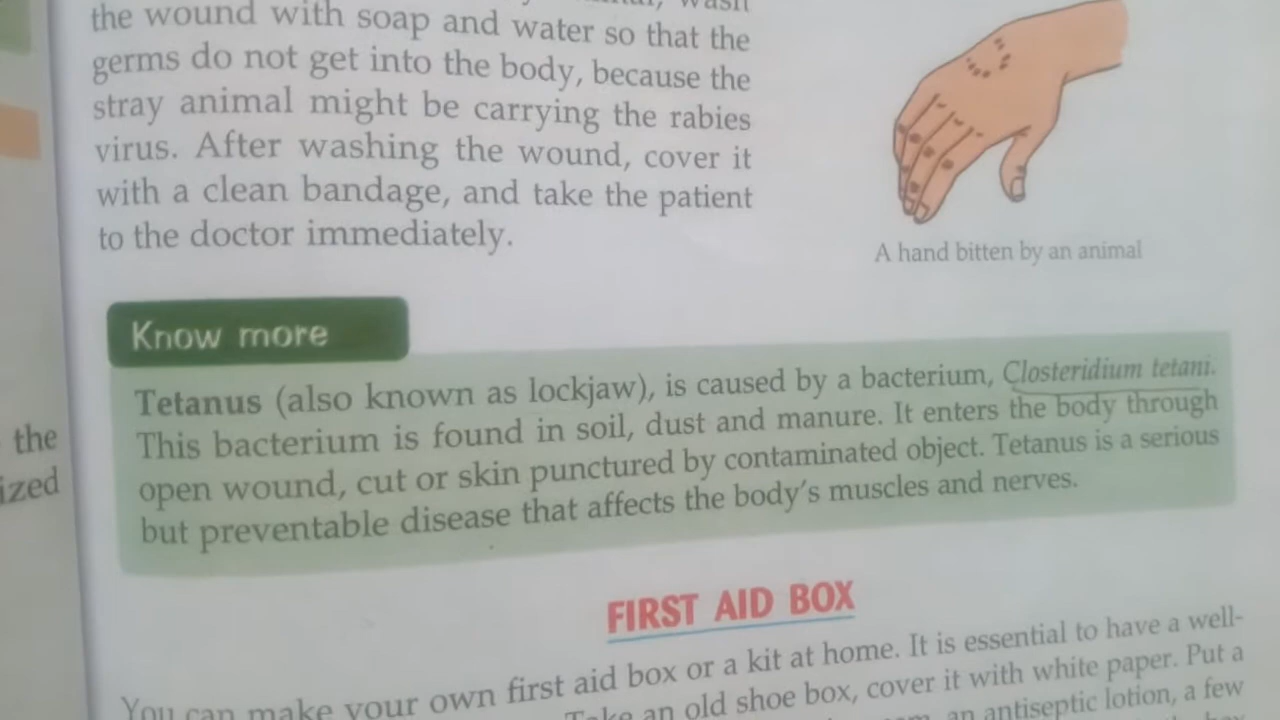 wash
the wound with soap and water so that the
germs do not get into the body, because the
stray animal might be carrying the rabies
virus. After washing the wound, cover it
with a clean bandage, and take the patient
to the doctor immediately.
A hand bitten by an animal
Know more
Tetanus (also known as lockjaw), is caused by a bacterium, Closteridium tetani.
This bacterium is found in soil, dust and manure. It enters the body through
open wound, cut or skin punctured by contaminated object. Tetanus is a serious
but preventable disease that affects the body's muscles and nerves.
the
ized
FIRST AID BOX
You can make your own first aid box or a kit at home. It is essential to have a well-
Take an old shoe box, cover it with white paper. Put a
an antiseptic lotion, a few